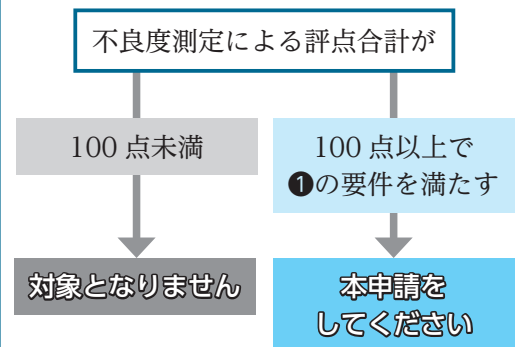 不良度測定による評点合計が
100 点未満
100 点以上で
❶の要件を満たす
対象となりません
本申請を
してください